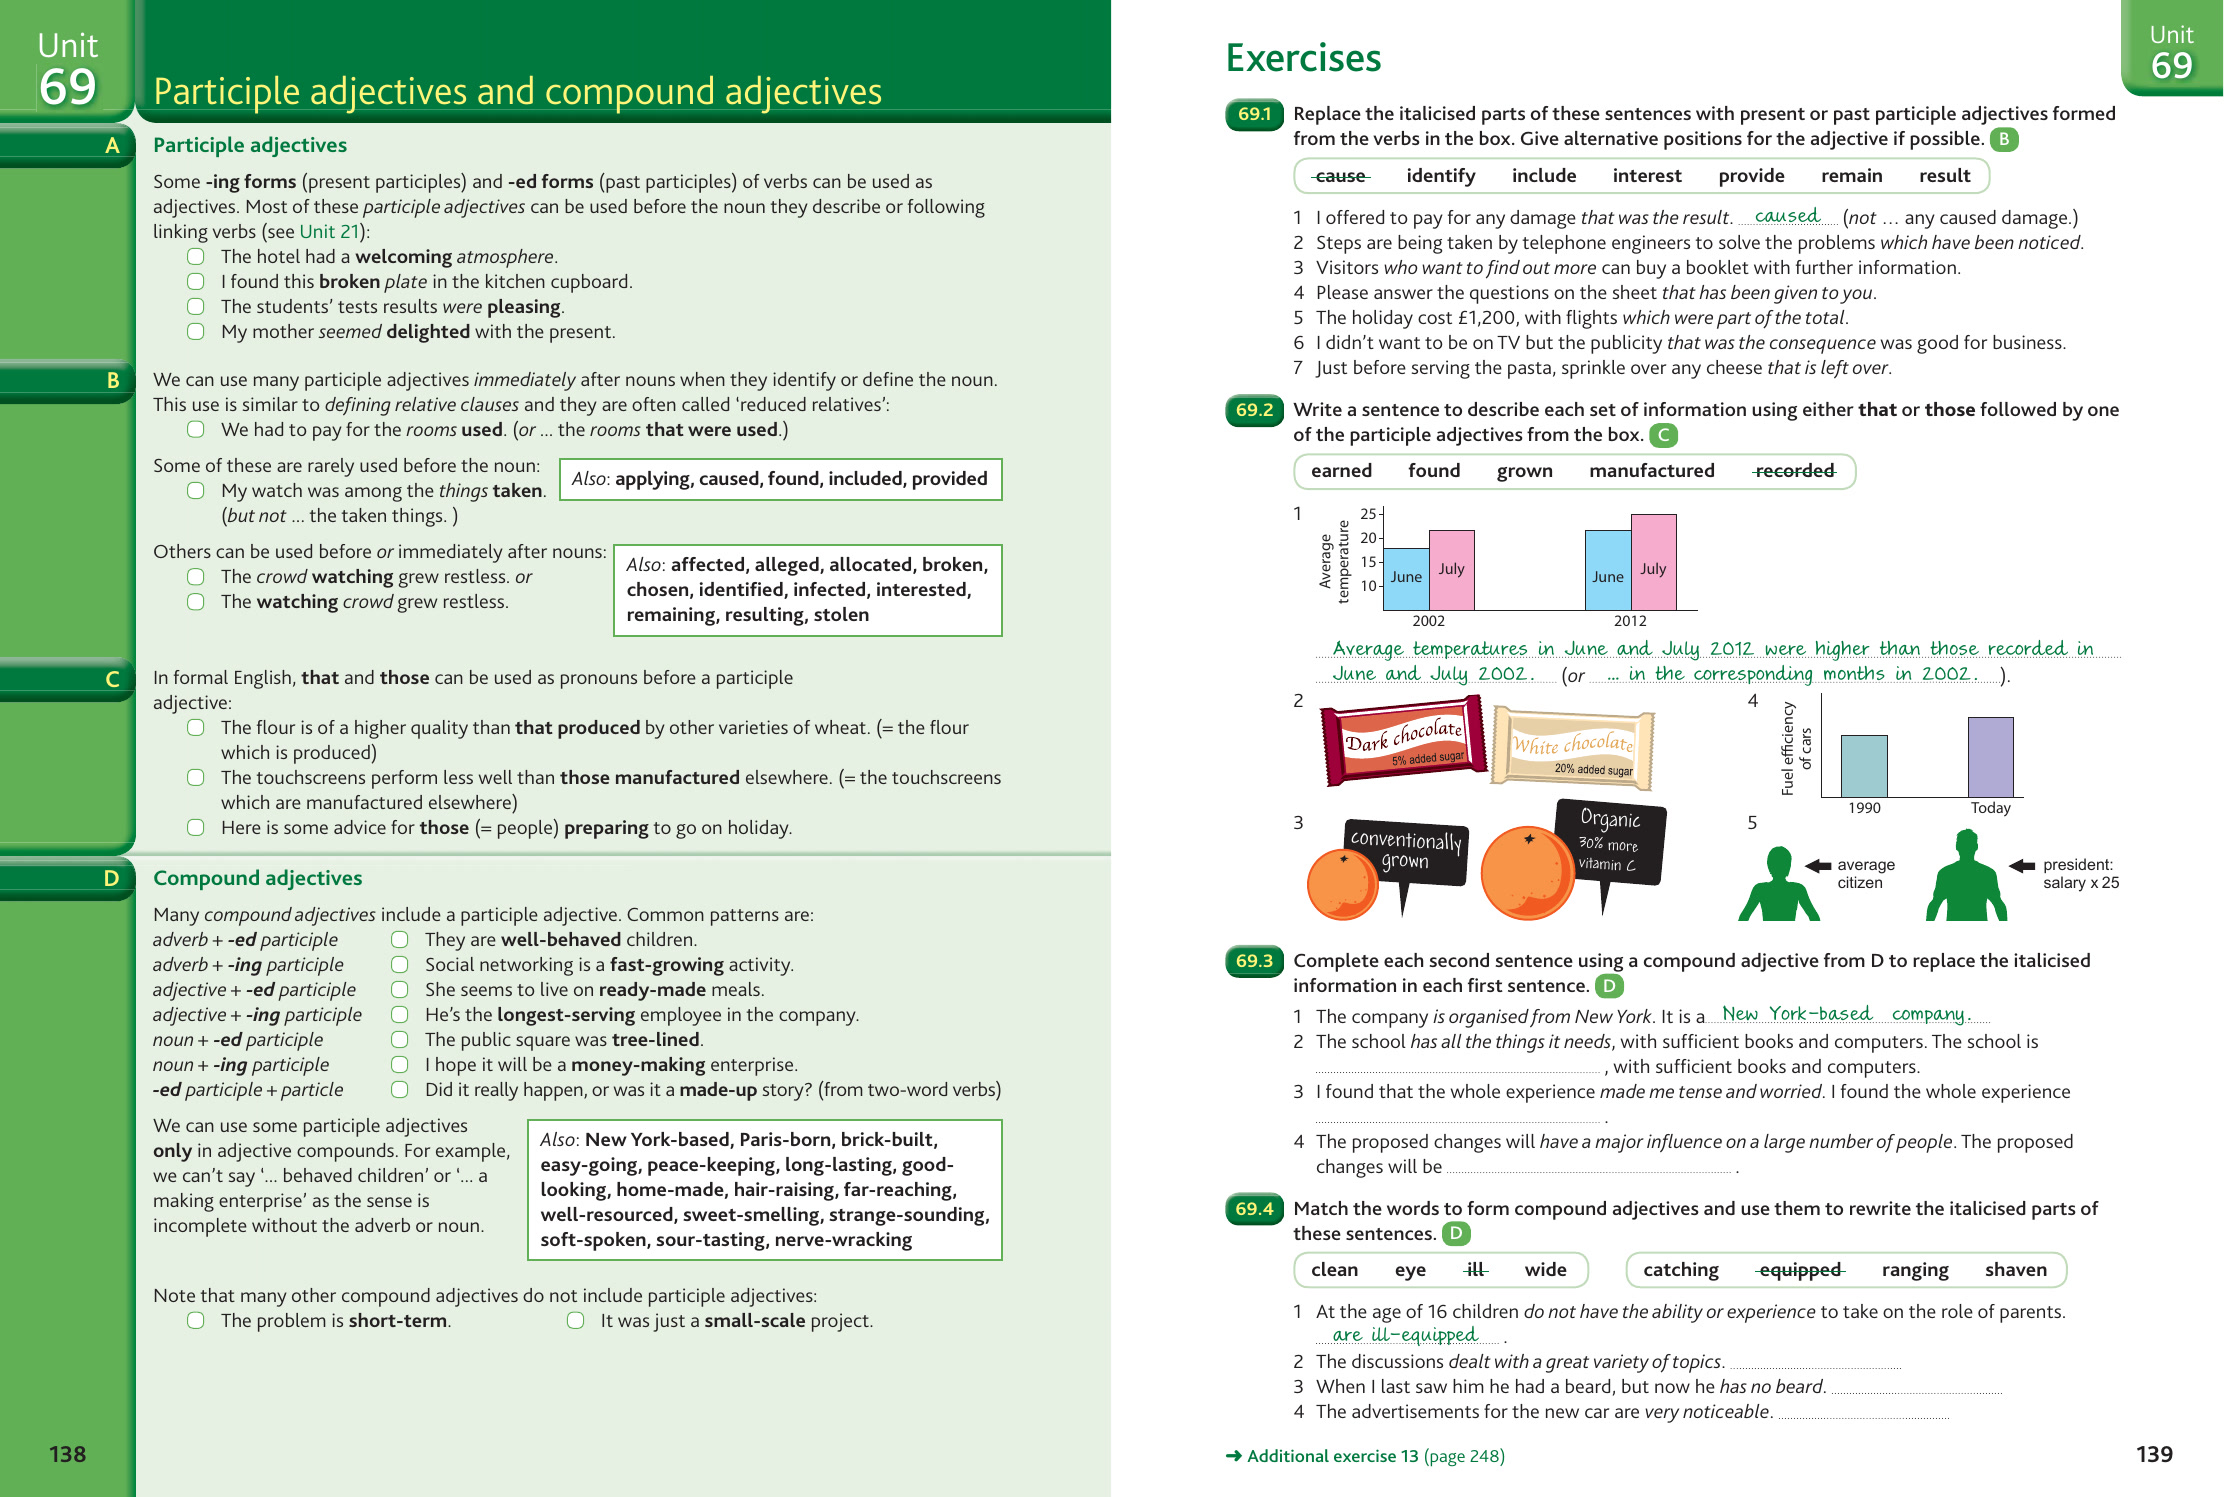 Unit
69
Participle adjectives and compound adjectives
A
Participle adjectives
Some -ing forms (present participles) and -ed forms (past participles) of verbs can be used as
adjectives. Most of these participle adjectives can be used before the noun they describe or following
linking verbs (see Unit 21):
The hotel had a welcoming atmosphere.
I found this broken plate in the kitchen cupboard.
The students’ tests results were pleasing.
My mother seemed delighted with the present.
B
We can use many participle adjectives immediately after nouns when they identify or define the noun.
This use is similar to defining relative clauses and they are often called ‘reduced relatives’:
We had to pay for the rooms used. (or ... the rooms that were used.)
Some of these are rarely used before the noun:
My watch was among the things taken.
(but not ... the taken things. )
Also: applying, caused, found, included, provided
Others can be used before or immediately after nouns:
The crowd watching grew restless. or
The watching crowd grew restless.
Also: affected, alleged, allocated, broken,
chosen, identified, infected, interested,
remaining, resulting, stolen
C
In formal English, that and those can be used as pronouns before a participle
adjective:
The flour is of a higher quality than that produced by other varieties of wheat. (= the flour
which is produced)
The touchscreens perform less well than those manufactured elsewhere. (= the touchscreens
which are manufactured elsewhere)
Here is some advice for those (= people) preparing to go on holiday.
D
Compound adjectives
Many compound adjectives include a participle adjective. Common patterns are:
adverb + -ed participle They are well-behaved children.
adverb + -ing participle Social networking is a fast-growing activity.
adjective + -ed participle She seems to live on ready-made meals.
adjective + -ing participle He’s the longest-serving employee in the company.
noun + -ed participle The public square was tree-lined.
noun + -ing participle I hope it will be a money-making enterprise.
-ed participle + particle Did it really happen, or was it a made-up story? (from two-word verbs)
We can use some participle adjectives
only in adjective compounds. For example,
we can’t say ‘... behaved children’ or ‘... a
making enterprise’ as the sense is
incomplete without the adverb or noun.
Also: New York-based, Paris-born, brick-built,
easy-going, peace-keeping, long-lasting, good-
looking, home-made, hair-raising, far-reaching,
well-resourced, sweet-smelling, strange-sounding,
soft-spoken, sour-tasting, nerve-wracking
Note that many other compound adjectives do not include participle adjectives:
The problem is short-term. It was just a small-scale project.
138
Exercises
Unit
69
69.1 Replace the italicised parts of these sentences with present or past participle adjectives formed
from the verbs in the box. Give alternative positions for the adjective if possible. B
cause identify include interest provide remain result
1 I offered to pay for any damage that was the result. caused (not … any caused damage.)
2 Steps are being taken by telephone engineers to solve the problems which have been noticed.
3 Visitors who want to find out more can buy a booklet with further information.
4 Please answer the questions on the sheet that has been given to you.
5 The holiday cost £1,200, with flights which were part of the total.
6 I didn’t want to be on TV but the publicity that was the consequence was good for business.
7 Just before serving the pasta, sprinkle over any cheese that is left over.
69.2 Write a sentence to describe each set of information using either that or those followed by one
of the participle adjectives from the box. C
earned found grown manufactured recorded
1
Average
temperature
25
20
15
10
June
July
June
July
2002
2012
Average temperatures in June and July 2012 were higher than those recorded in
June and July 2002. (or ... in the corresponding months in 2002. ).
2
Dark chocolate
5% added sugar
White chocolate
20% added sugar
3
conventionally
grown
Organic
30% more
vitamin C
4
Fuel efficiency
of cars
1990
Today
5
average
citizen
president:
salary x 25
69.3 Complete each second sentence using a compound adjective from D to replace the italicised
information in each first sentence. D
1 The company is organised from New York. It is a New York-based company.
2 The school has all the things it needs, with sufficient books and computers. The school is
, with sufficient books and computers.
3 I found that the whole experience made me tense and worried. I found the whole experience
.
4 The proposed changes will have a major influence on a large number of people. The proposed
changes will be .
69.4 Match the words to form compound adjectives and use them to rewrite the italicised parts of
these sentences. D
clean eye ill wide
catching equipped ranging shaven
1 At the age of 16 children do not have the ability or experience to take on the role of parents.
are ill-equipped .
2 The discussions dealt with a great variety of topics.
3 When I last saw him he had a beard, but now he has no beard.
4 The advertisements for the new car are very noticeable.
➜ Additional exercise 13 (page 248)
139